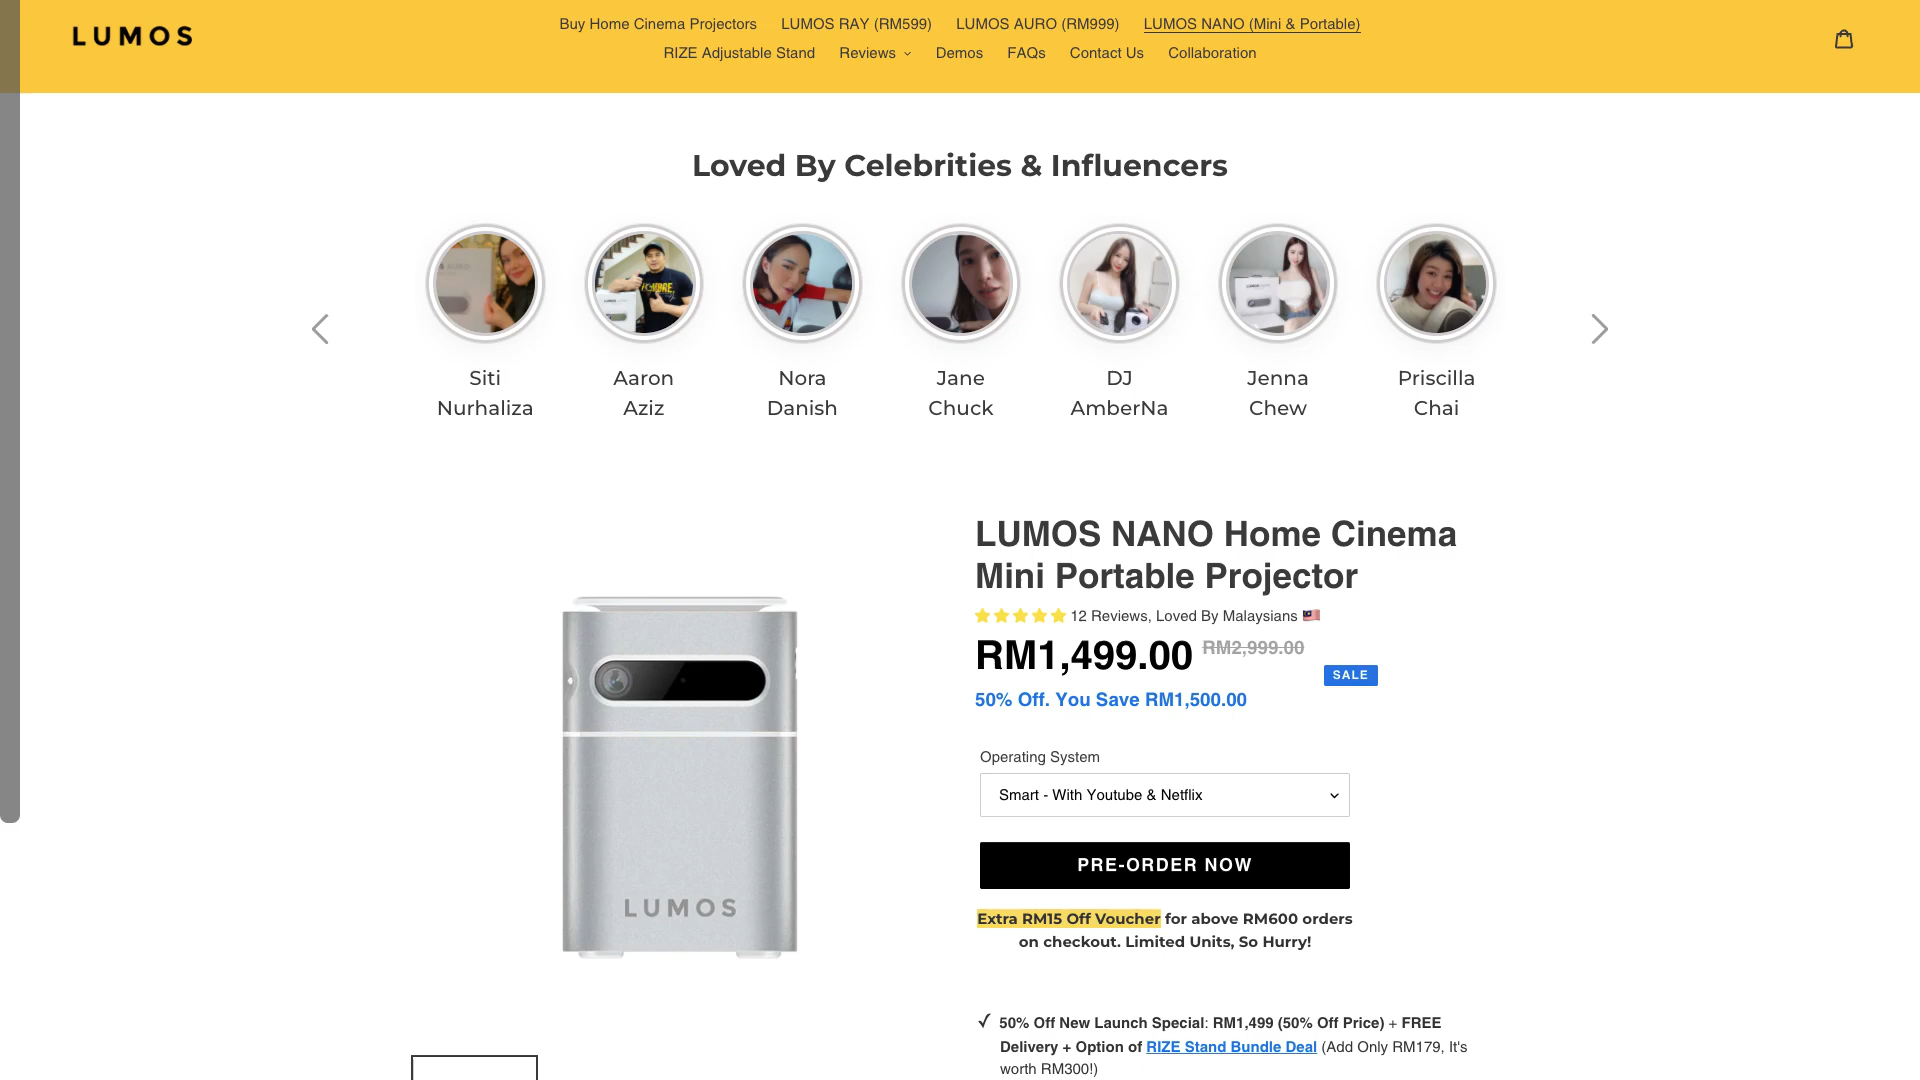 LUMOS
Buy Home Cinema Projectors LUMOS RAY (RM599) LUMOS AURO (RM999) LUMOS NANO (Mini & Portable)
RIZE Adjustable Stand Reviews Demos FAQs Contact Us Collaboration
Loved By Celebrities & Influencers
Siti
Nurhaliza
Aaron
Aziz
Nora
Danish
Jane
Chuck
DJ
AmberNa
Jenna
Chew
Priscilla
Chai
LUMOS
LUMOS NANO Home Cinema
Mini Portable Projector
12 Reviews, Loved By Malaysians 🇲🇾
RM1,499.00 RM2,999.00
SALE
50% Off. You Save RM1,500.00
Operating System
Smart - With Youtube & Netflix
PRE-ORDER NOW
Extra RM15 Off Voucher for above RM600 orders
on checkout. Limited Units, So Hurry!
✓ 50% Off New Launch Special: RM1,499 (50% Off Price) + FREE
Delivery + Option of RIZE Stand Bundle Deal (Add Only RM179, It's
worth RM300!)